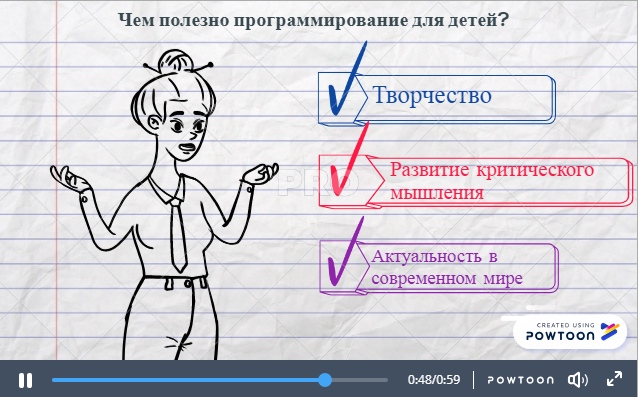 Чем полезно программирование для детей?
Творчество
Развитие критического
мышления
PRO
Актуальность в
современном мире
CREATED USING
POWTOON
0:48/0:59
POWTOON